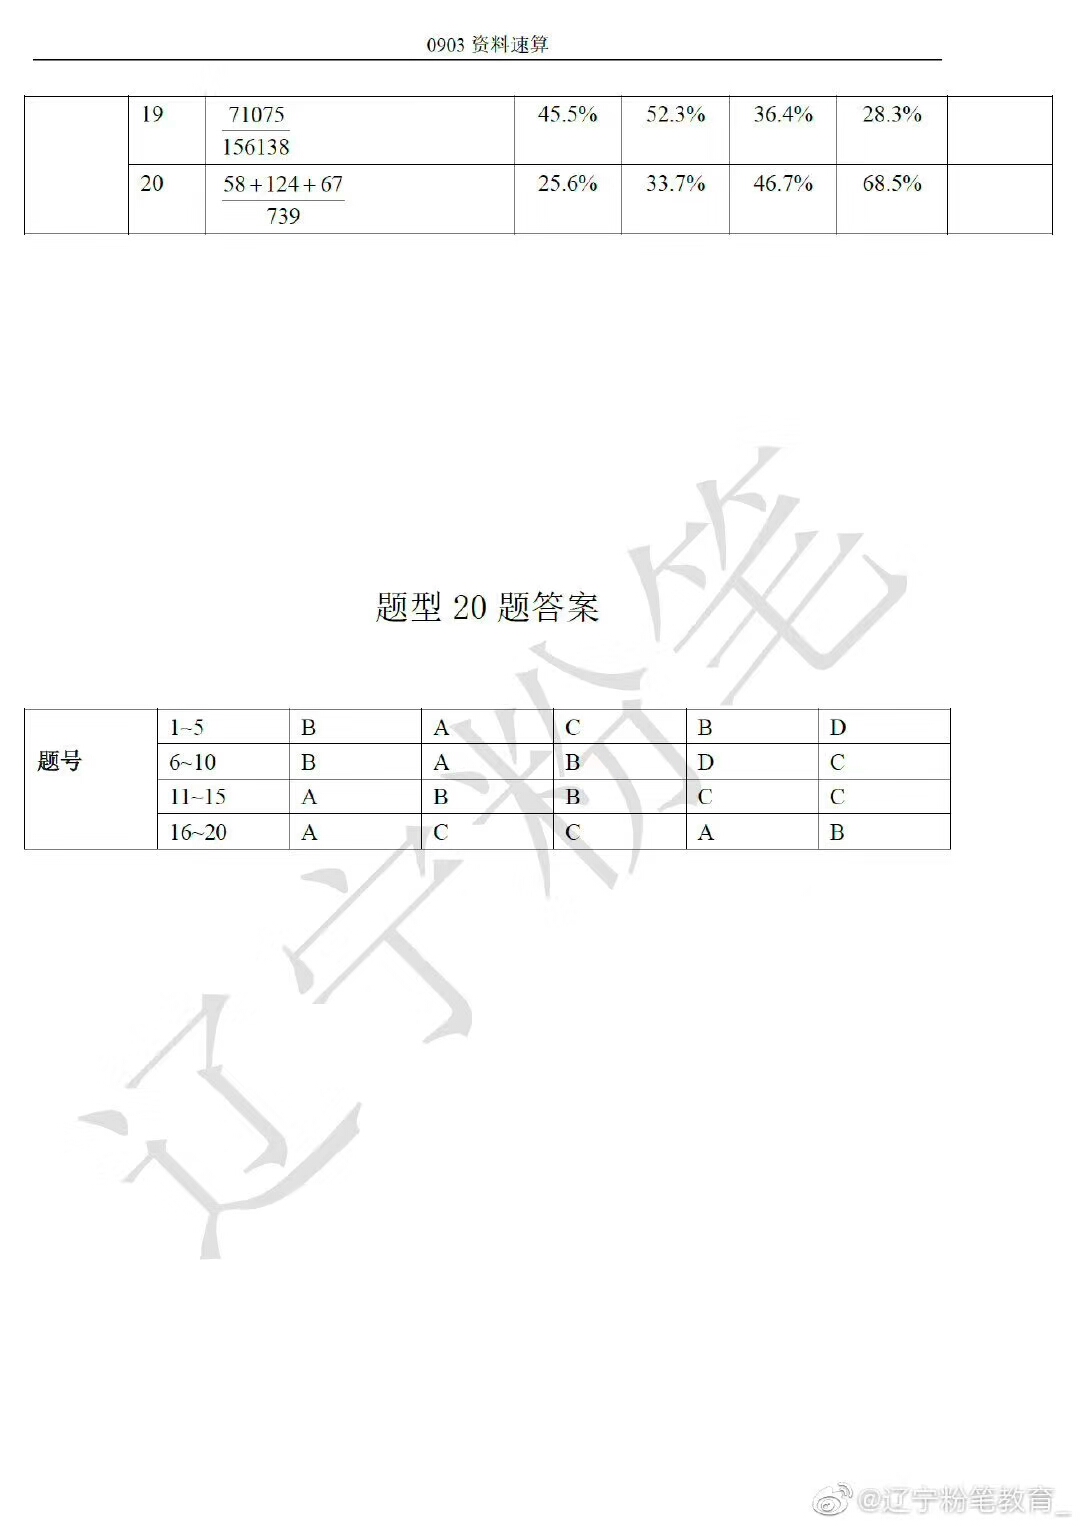 0903 资料速算
19 71075 45.5% 52.3% 36.4% 28.3%
156138
20 58+124+67 25.6% 33.7% 46.7% 68.5%
739
题型 20 题答案
题号 1~5 B A C B D
6~10 B A B D C
11~15 A B B C C
16~20 A C C A B
辽宁粉笔
@辽宁粉笔教育_